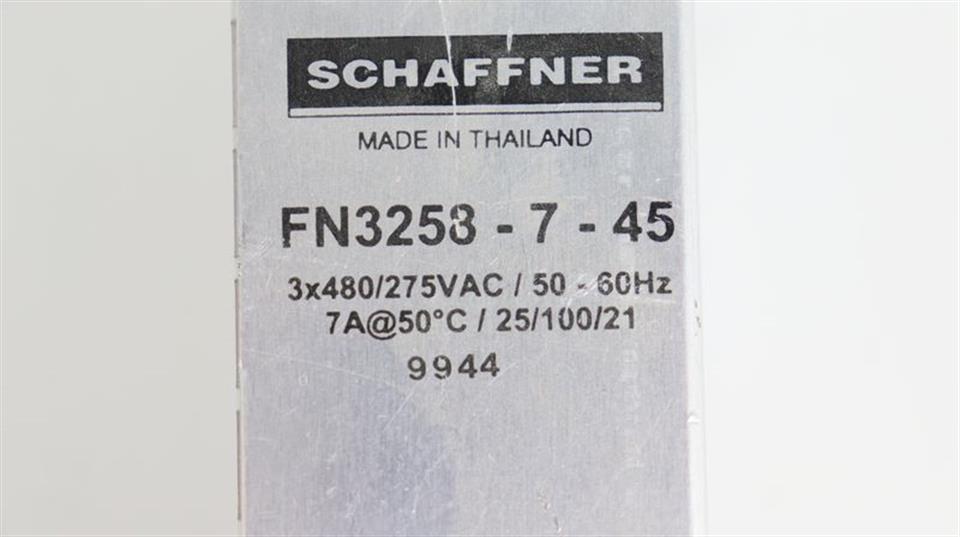 SCHAFFNER
MADE IN THAILAND
FN3258 - 7 - 45
3x480/275VAC / 50 - 60Hz
7A@50°C / 25/100/21
9944